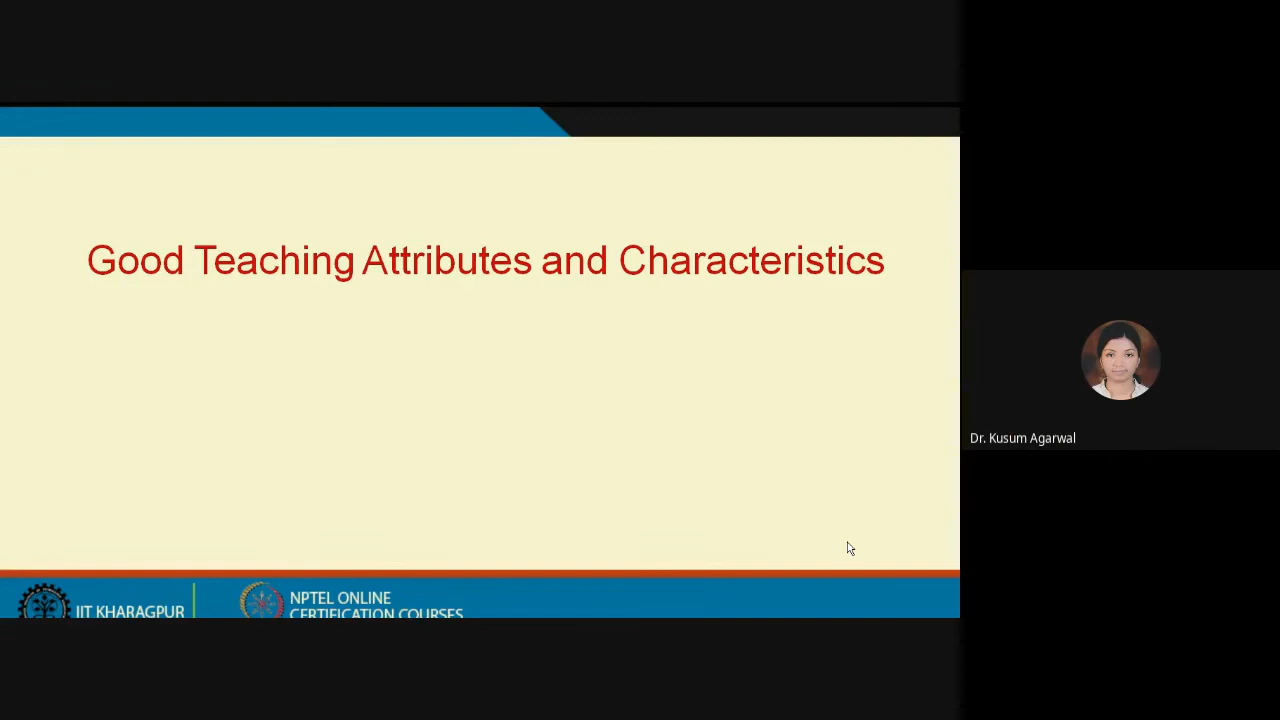 Good Teaching Attributes and Characteristics
Dr. Kusum Agarwal
IIT KHARAGPUR
NPTEL ONLINE
CERTIFICATION COURSES